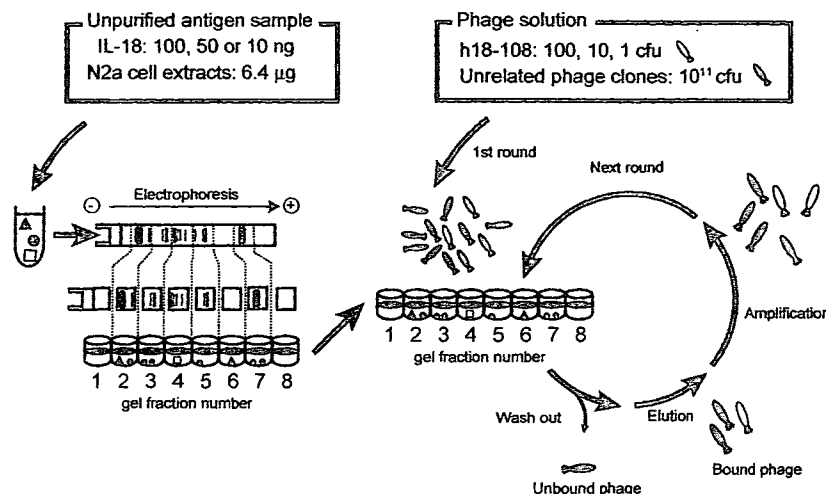 Unpurified antigen sample
IL-18: 100, 50 or 10 ng
N2a cell extracts: 6.4 µg
Phage solution
h18-108: 100, 10, 1 cfu
Unrelated phage clones: 10¹¹ cfu
1st round
Next round
Electrophoresis
- +
Amplification
1 2 3 4 5 6 7 8
gel fraction number
1 2 3 4 5 6 7 8
gel fraction number
Wash out
Elution
Bound phage
Unbound phage